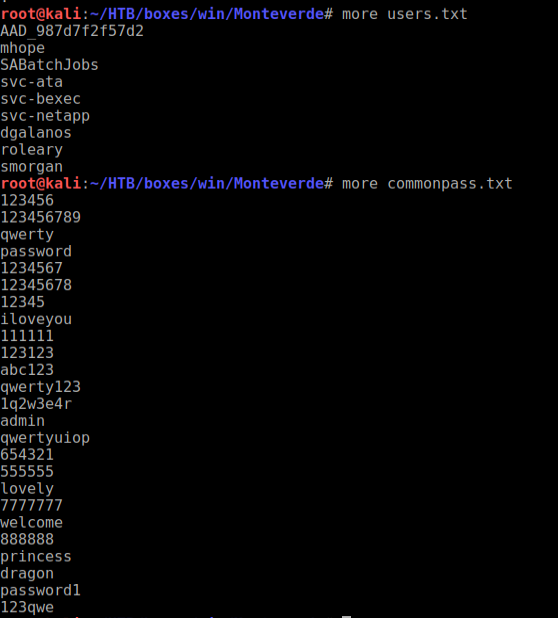 root@kali:~/HTB/boxes/win/Monteverde# more users.txt
AAD_987d7f2f57d2
mhope
SABatchJobs
svc-ata
svc-bexec
svc-netapp
dgalanos
roleary
smorgan
root@kali:~/HTB/boxes/win/Monteverde# more commonpass.txt
123456
123456789
qwerty
password
1234567
12345678
12345
iloveyou
111111
123123
abc123
qwerty123
1q2w3e4r
admin
qwertyuiop
654321
555555
lovely
7777777
welcome
888888
princess
dragon
password1
123qwe